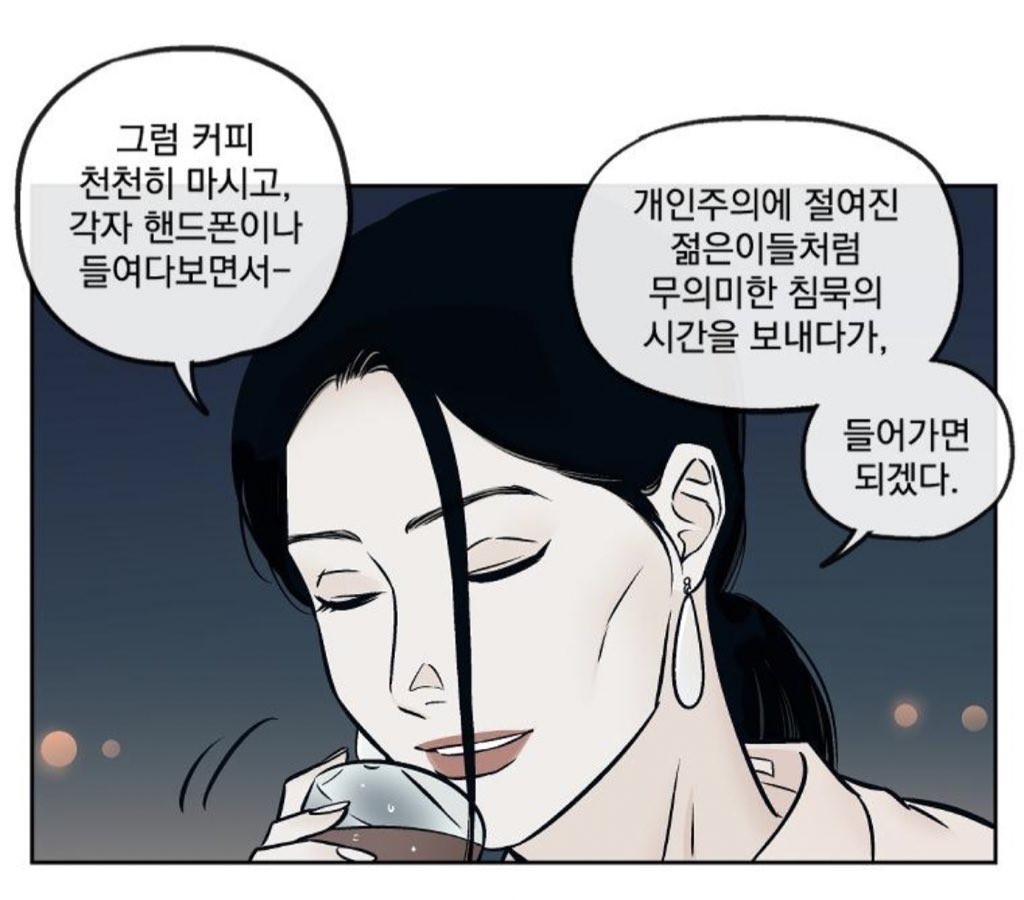 그럼 커피
천천히 마시고,
각자 핸드폰이나
들여다보면서-
개인주의에 절여진
젊은이들처럼
무의미한 침묵의
시간을 보내다가,
들어가면
되겠다.